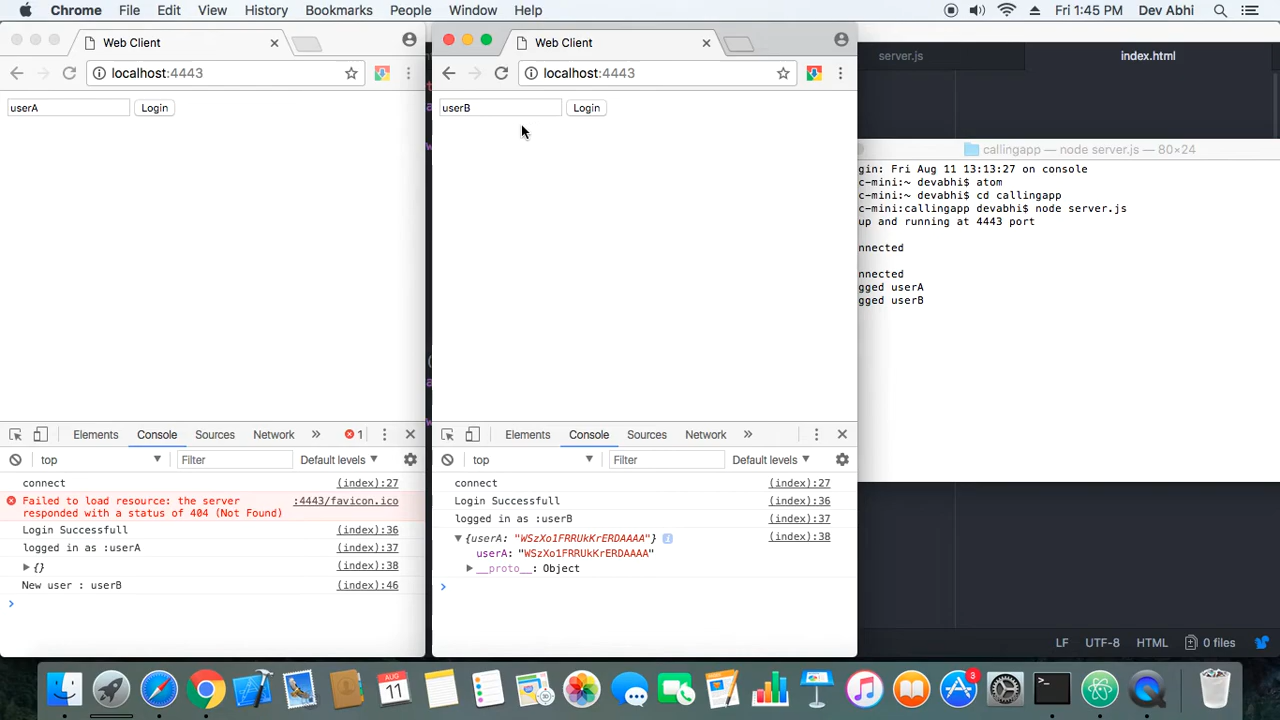 Chrome File Edit View History Bookmarks People Window Help Fri 1:45 PM Dev Abhi
Web Client
localhost:4443
userA Login
Elements Console Sources Network » 1
top Filter Default levels
connect (index):27
Failed to load resource: the server :4443/favicon.ico
responded with a status of 404 (Not Found)
Login Successfull (index):36
logged in as :userA (index):37
{} (index):38
New user : userB (index):46
Web Client
localhost:4443
userB Login
Elements Console Sources Network »
top Filter Default levels
connect (index):27
Login Successfull (index):36
logged in as :userB (index):37
{userA: "WSzXo1FRRUkKrERDAAAA"} (index):38
userA: "WSzXo1FRRUkKrERDAAAA"
__proto__: Object
server.js index.html
callingapp — node server.js — 80×24
gin: Fri Aug 11 13:13:27 on console
c-mini:~ devabhi$ atom
c-mini:~ devabhi$ cd callingapp
c-mini:callingapp devabhi$ node server.js
up and running at 4443 port
nnected
nnected
gged userA
gged userB
LF UTF-8 HTML 0 files
AUG
11
3